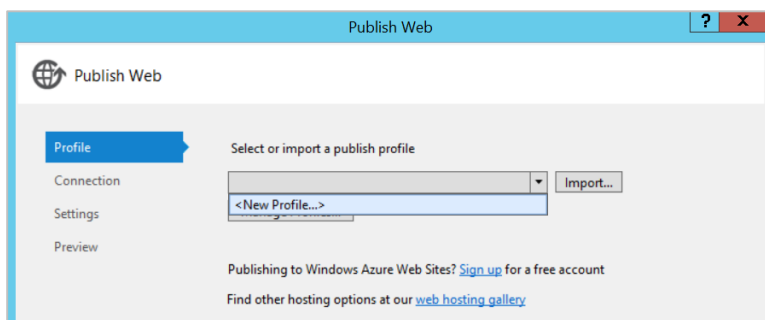 Publish Web
? X
Publish Web
Profile
Select or import a publish profile
Connection
Import...
<New Profile...>
Settings
Preview
Publishing to Windows Azure Web Sites? Sign up for a free account
Find other hosting options at our web hosting gallery